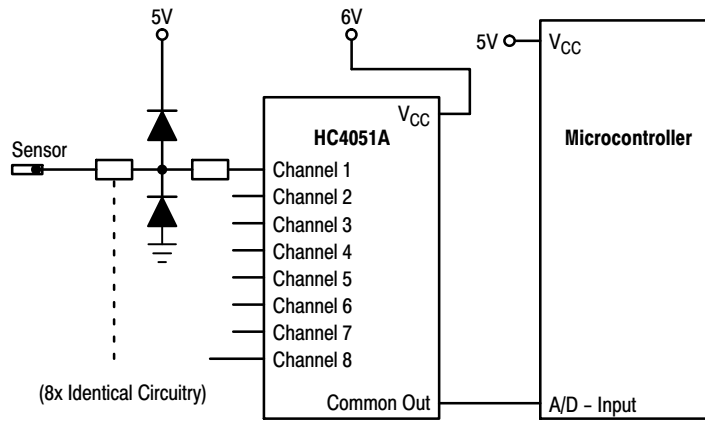 5V
6V
5V
VCC
VCC
HC4051A
Microcontroller
Sensor
Channel 1
Channel 2
Channel 3
Channel 4
Channel 5
Channel 6
Channel 7
Channel 8
(8x Identical Circuitry)
Common Out
A/D – Input